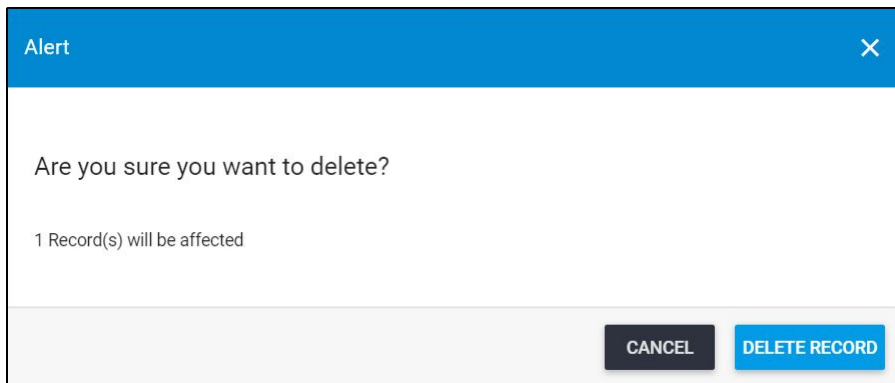 Alert
Are you sure you want to delete?
1 Record(s) will be affected
CANCEL DELETE RECORD